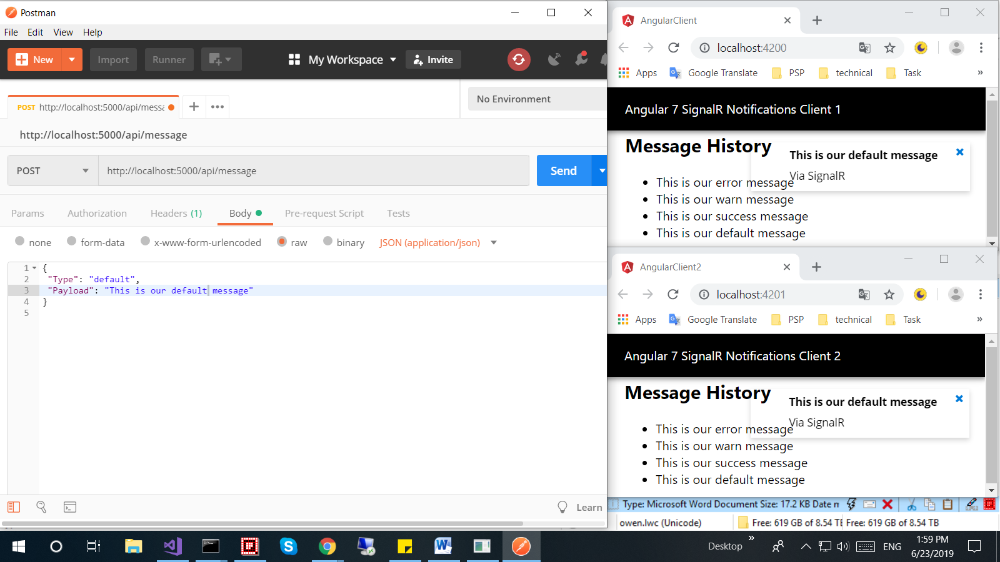 Postman
File Edit View Help
New Import Runner My Workspace Invite
POST http://localhost:5000/api/messa
No Environment
http://localhost:5000/api/message
POST http://localhost:5000/api/message Send
Params Authorization Headers (1) Body Pre-request Script Tests
none form-data x-www-form-urlencoded raw binary JSON (application/json)
1 {
2 "Type": "default",
3 "Payload": "This is our default message"
4 }
5
Learn
AngularClient
localhost:4200
Apps Google Translate PSP technical Task »
Angular 7 SignalR Notifications Client 1
Message History
This is our default message
Via SignalR
• This is our error message
• This is our warn message
• This is our success message
• This is our default message
AngularClient2
localhost:4201
Apps Google Translate PSP technical Task »
Angular 7 SignalR Notifications Client 2
Message History
This is our default message
Via SignalR
• This is our error message
• This is our warn message
• This is our success message
• This is our default message
Type: Microsoft Word Document Size: 17.2 KB Date m
owen.lwc (Unicode) Free: 619 GB of 8.54 TB Free: 619 GB of 8.54 TB
Desktop » ENG 1:59 PM
6/23/2019